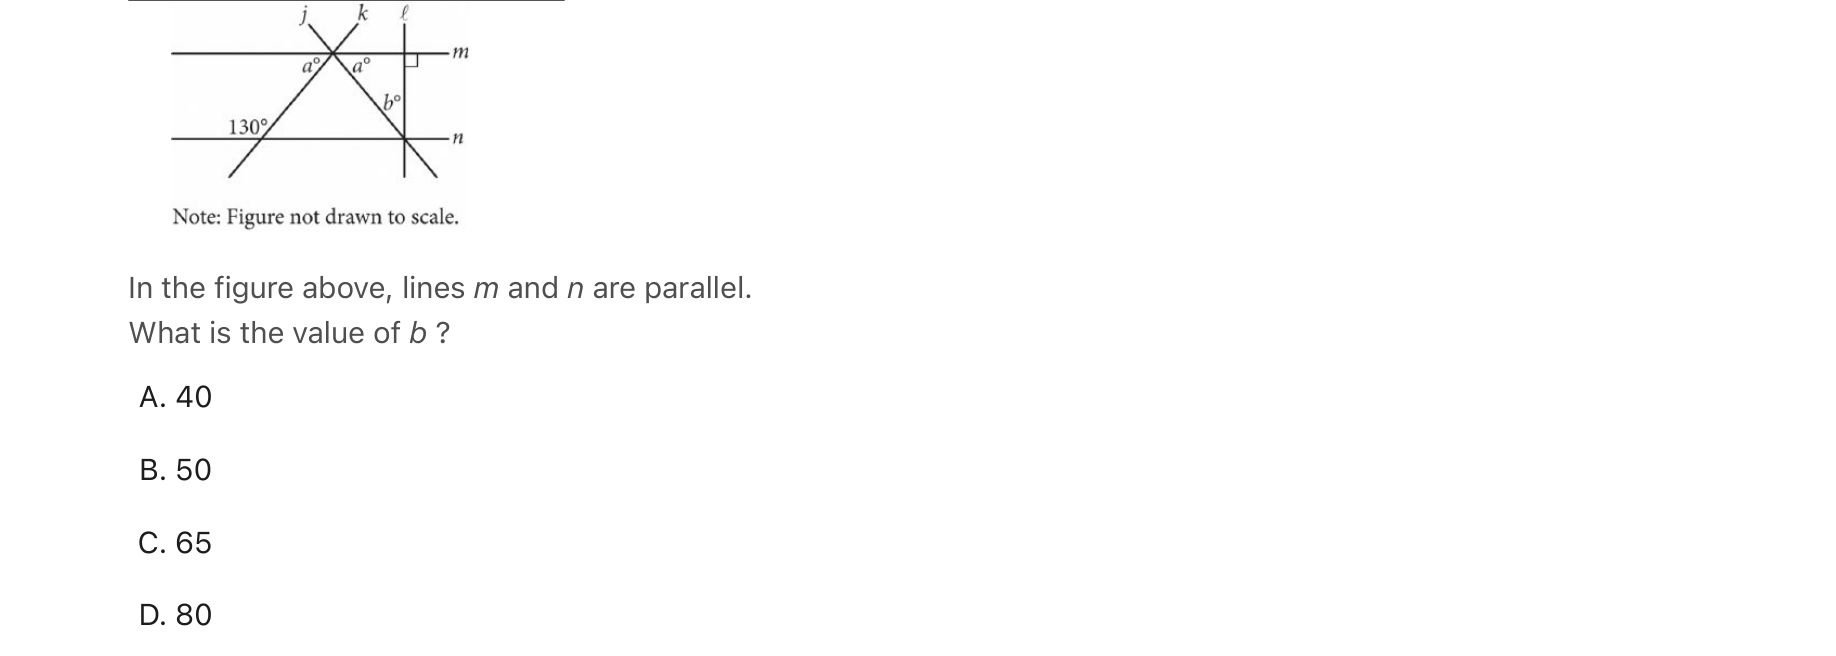 j k ℓ
m
a° a°
b°
130°
n
Note: Figure not drawn to scale.
In the figure above, lines m and n are parallel.
What is the value of b ?
A. 40
B. 50
C. 65
D. 80